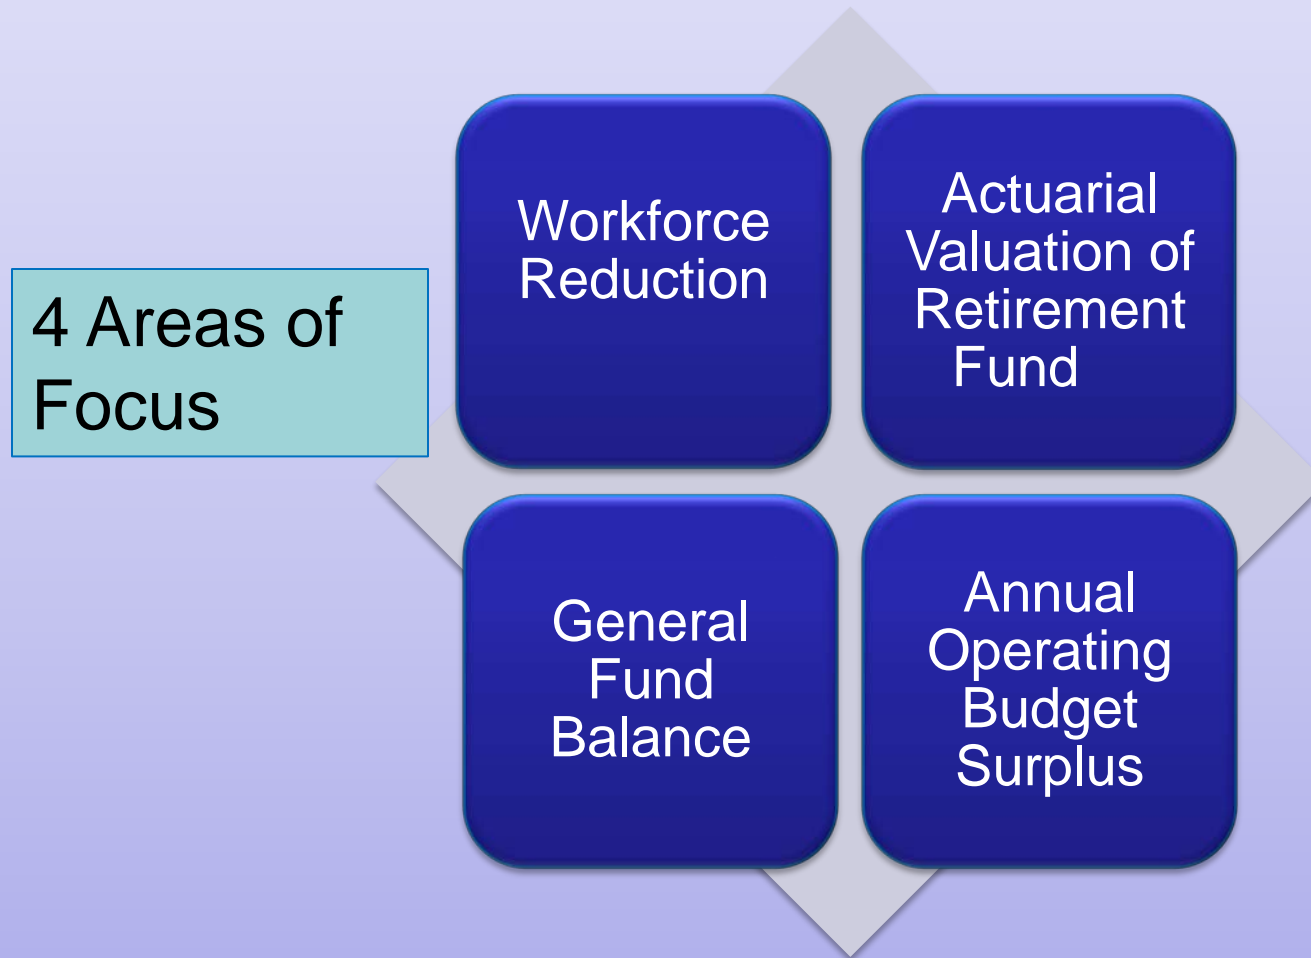 4 Areas of
Focus
Workforce
Reduction
Actuarial
Valuation of
Retirement
Fund
General
Fund
Balance
Annual
Operating
Budget
Surplus